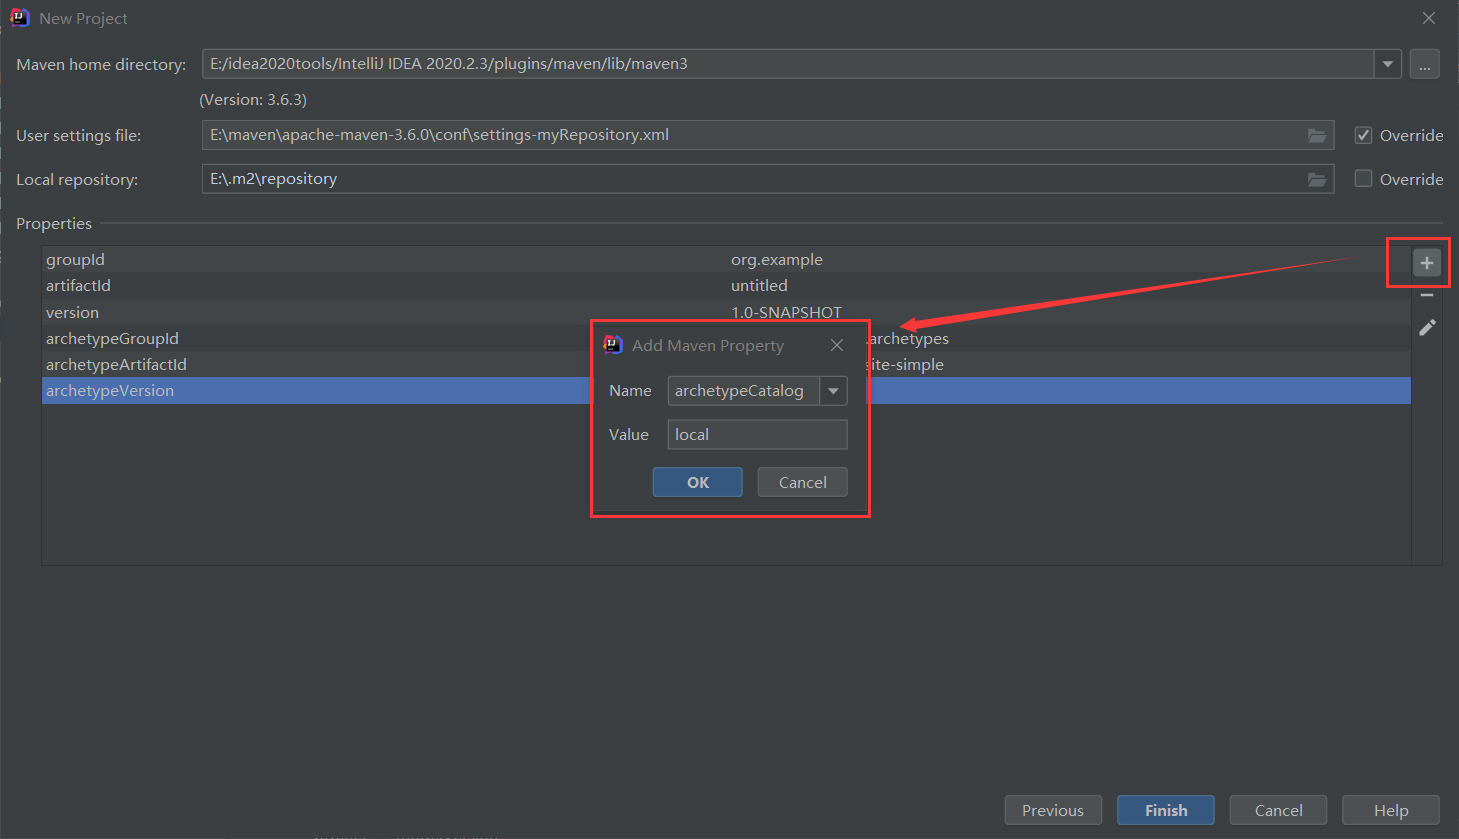 New Project
Maven home directory: E:/idea2020tools/IntelliJ IDEA 2020.2.3/plugins/maven/lib/maven3 ...
(Version: 3.6.3)
User settings file: E:\maven\apache-maven-3.6.0\conf\settings-myRepository.xml Override
Local repository: E:\.m2\repository Override
Properties
groupId org.example
artifactId untitled
version 1.0-SNAPSHOT
archetypeGroupId .archetypes
archetypeArtifactId site-simple
archetypeVersion
Add Maven Property
Name archetypeCatalog
Value local
OK Cancel
Previous Finish Cancel Help